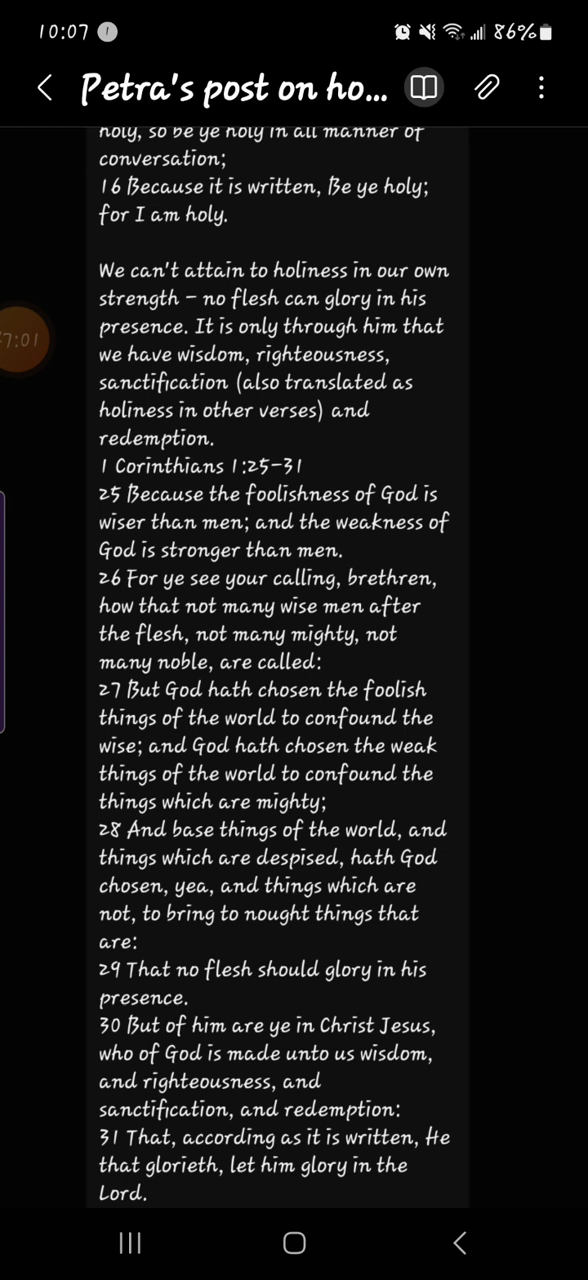 10:07
86%
Petra's post on ho...
holy, so be ye holy in all manner of
conversation;
16 Because it is written, Be ye holy;
for I am holy.
We can't attain to holiness in our own
strength – no flesh can glory in his
presence. It is only through him that
we have wisdom, righteousness,
sanctification (also translated as
holiness in other verses) and
redemption.
1 Corinthians 1:25-31
25 Because the foolishness of God is
wiser than men; and the weakness of
God is stronger than men.
26 For ye see your calling, brethren,
how that not many wise men after
the flesh, not many mighty, not
many noble, are called:
27 But God hath chosen the foolish
things of the world to confound the
wise; and God hath chosen the weak
things of the world to confound the
things which are mighty;
28 And base things of the world, and
things which are despised, hath God
chosen, yea, and things which are
not, to bring to nought things that
are:
29 That no flesh should glory in his
presence.
30 But of him are ye in Christ Jesus,
who of God is made unto us wisdom,
and righteousness, and
sanctification, and redemption:
31 That, according as it is written, He
that glorieth, let him glory in the
Lord.